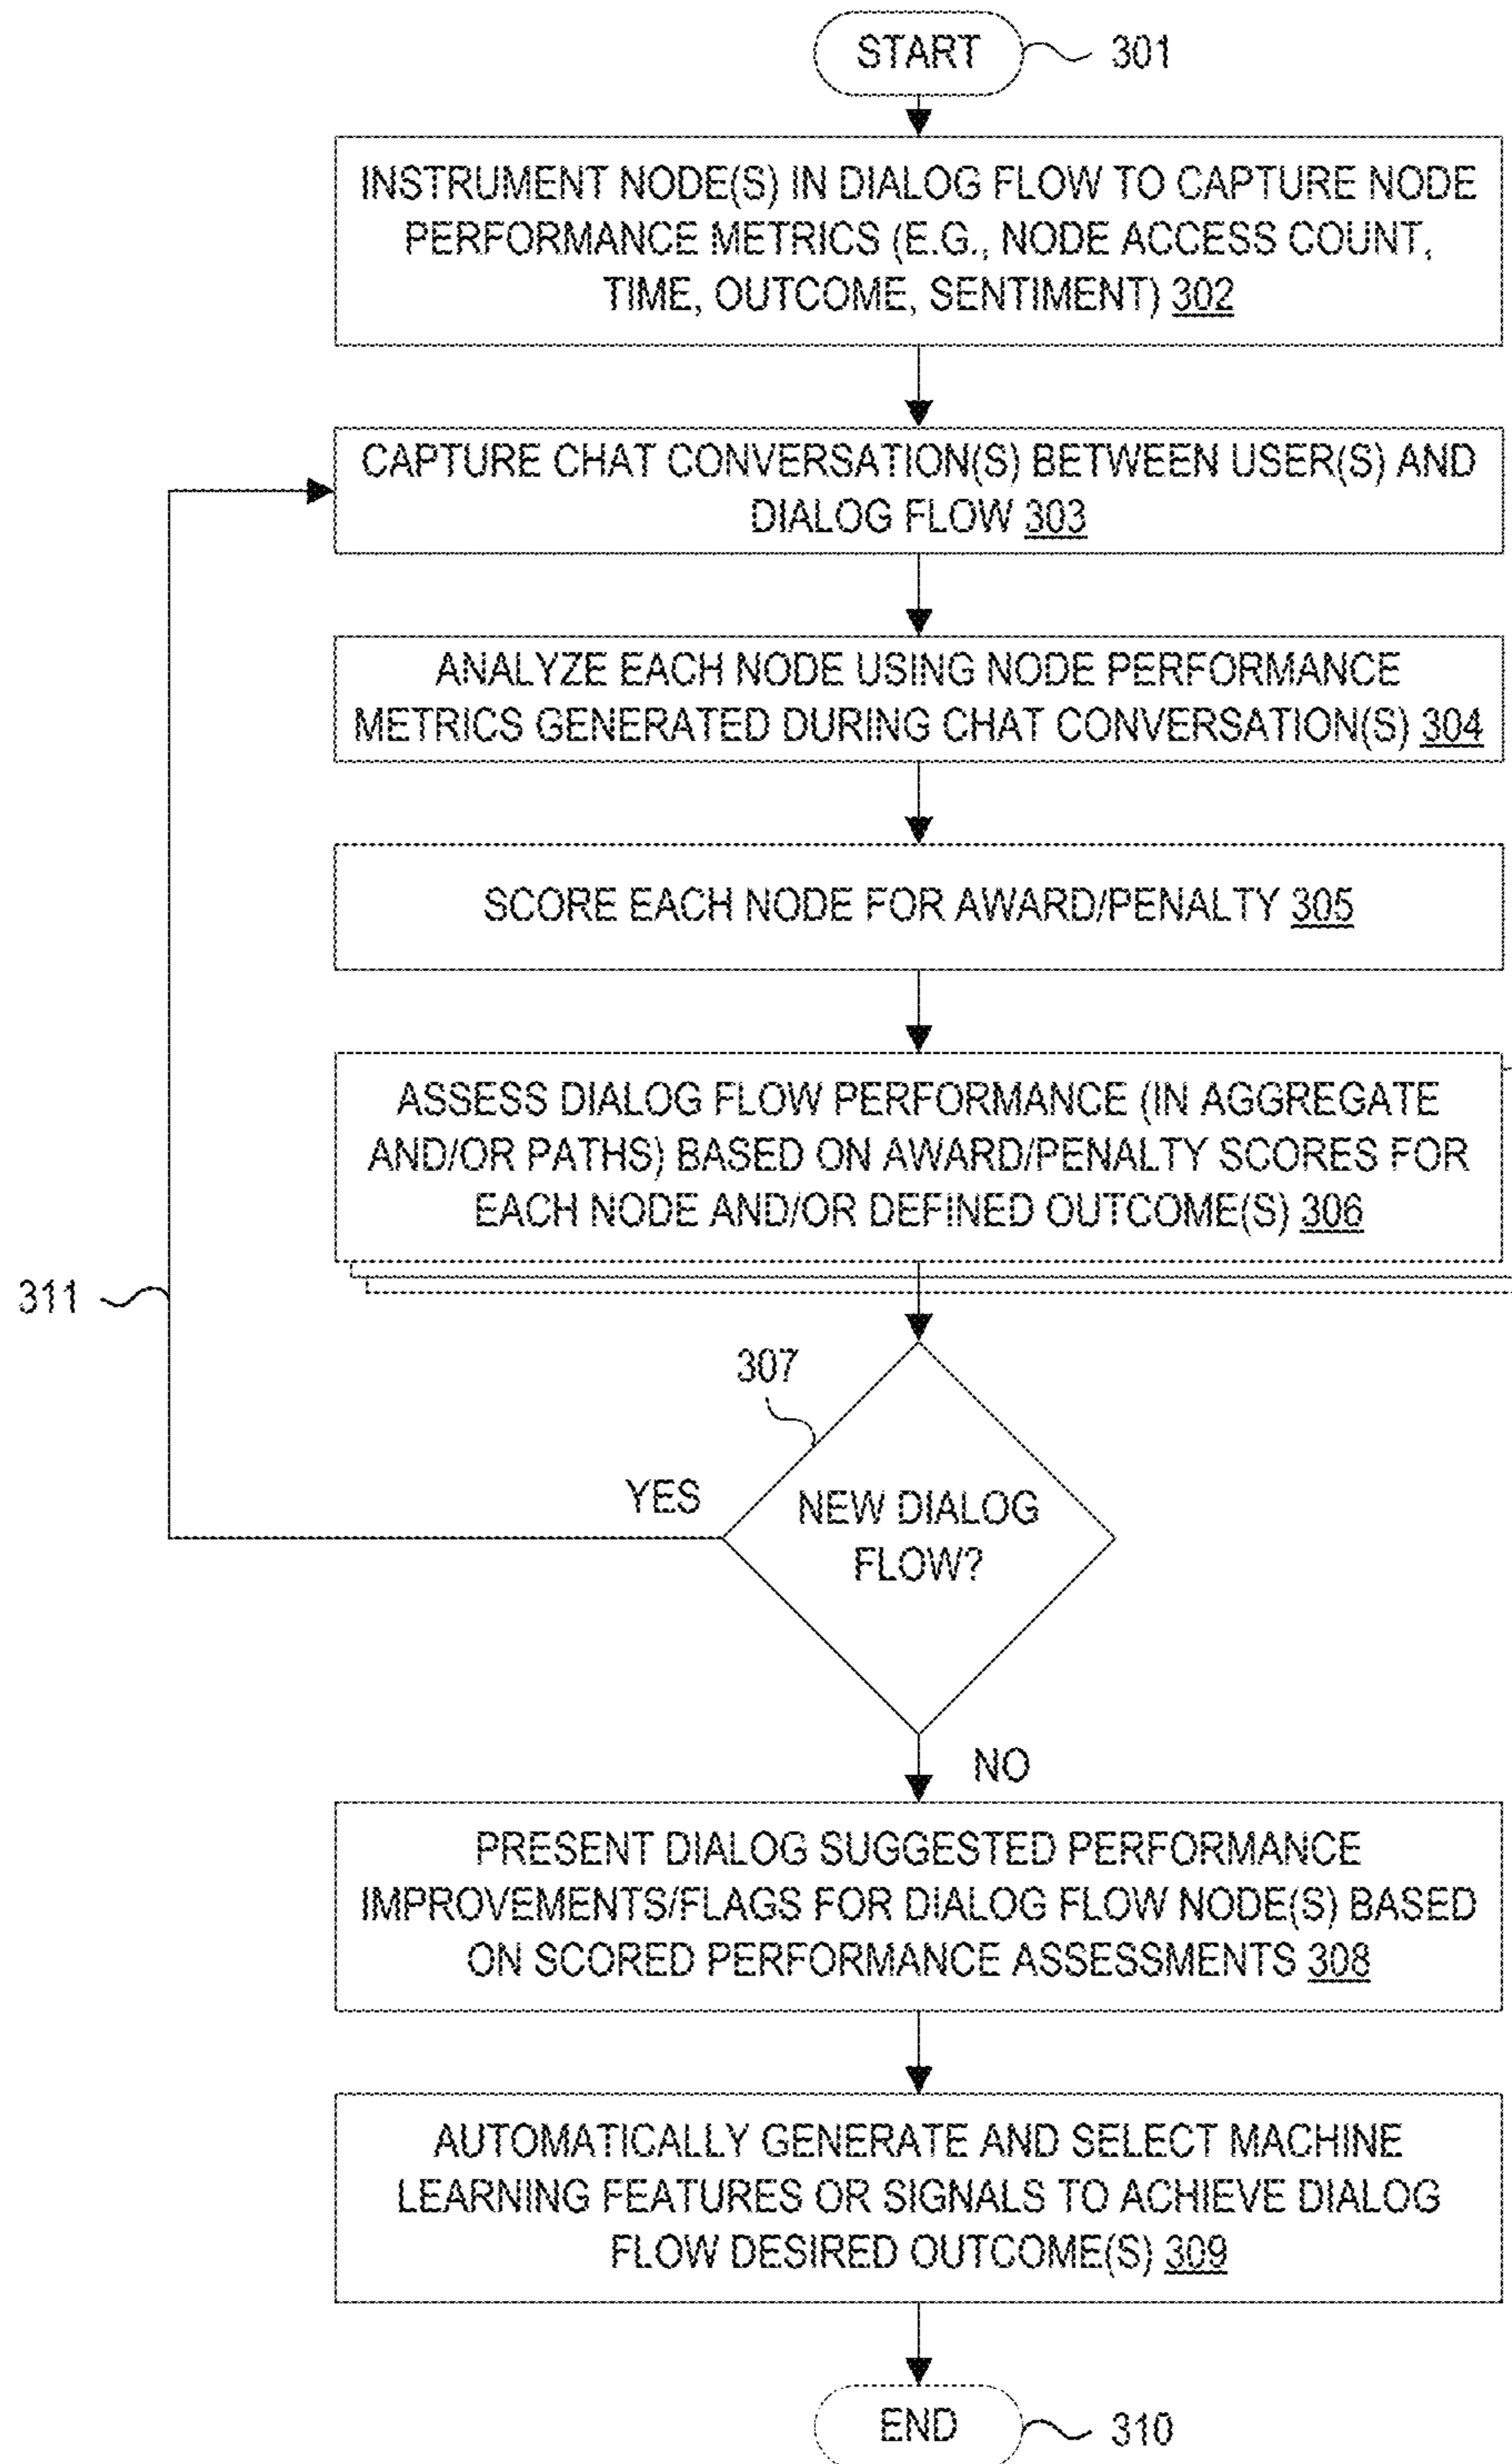 START
301
INSTRUMENT NODE(S) IN DIALOG FLOW TO CAPTURE NODE
PERFORMANCE METRICS (E.G., NODE ACCESS COUNT,
TIME, OUTCOME, SENTIMENT) 302
CAPTURE CHAT CONVERSATION(S) BETWEEN USER(S) AND
DIALOG FLOW 303
ANALYZE EACH NODE USING NODE PERFORMANCE
METRICS GENERATED DURING CHAT CONVERSATION(S) 304
SCORE EACH NODE FOR AWARD/PENALTY 305
ASSESS DIALOG FLOW PERFORMANCE (IN AGGREGATE
AND/OR PATHS) BASED ON AWARD/PENALTY SCORES FOR
EACH NODE AND/OR DEFINED OUTCOME(S) 306
311
307
YES
NEW DIALOG
FLOW?
NO
PRESENT DIALOG SUGGESTED PERFORMANCE
IMPROVEMENTS/FLAGS FOR DIALOG FLOW NODE(S) BASED
ON SCORED PERFORMANCE ASSESSMENTS 308
AUTOMATICALLY GENERATE AND SELECT MACHINE
LEARNING FEATURES OR SIGNALS TO ACHIEVE DIALOG
FLOW DESIRED OUTCOME(S) 309
END
310